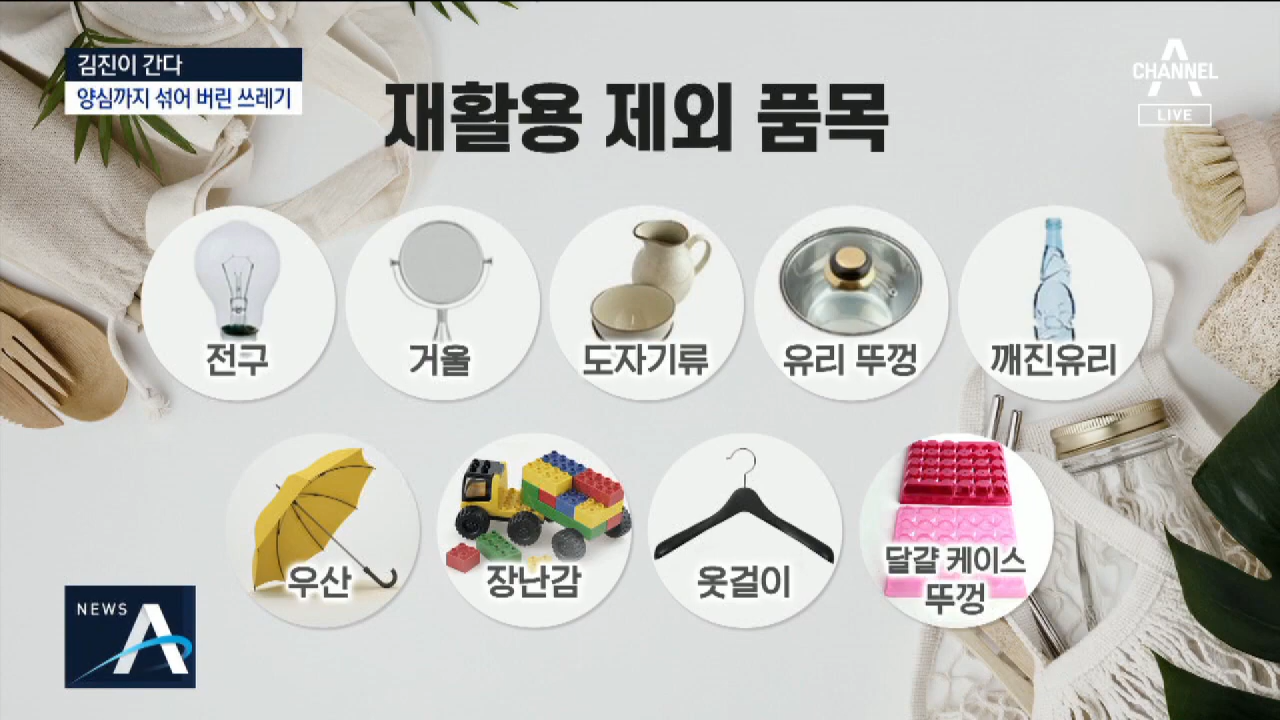 김진이 간다
양심까지 섞어 버린 쓰레기
CHANNEL A
LIVE
재활용 제외 품목
전구
거울
도자기류
유리 뚜껑
깨진유리
우산
장난감
옷걸이
달걀 케이스
뚜껑
NEWS A